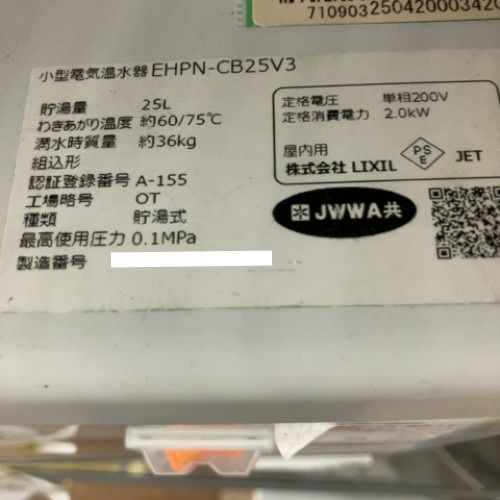 71090325042000342
小型電気温水器 EHPN-CB25V3
貯湯量 25L
わきあがり温度 約60/75℃
満水時質量 約36kg
組込形
認証登録番号 A-155
工場略号 OT
種類 貯湯式
最高使用圧力 0.1MPa
製造番号
定格電圧 単相200V
定格消費電力 2.0kW
屋内用
株式会社 LIXIL
PS
E
JET
JWWA共